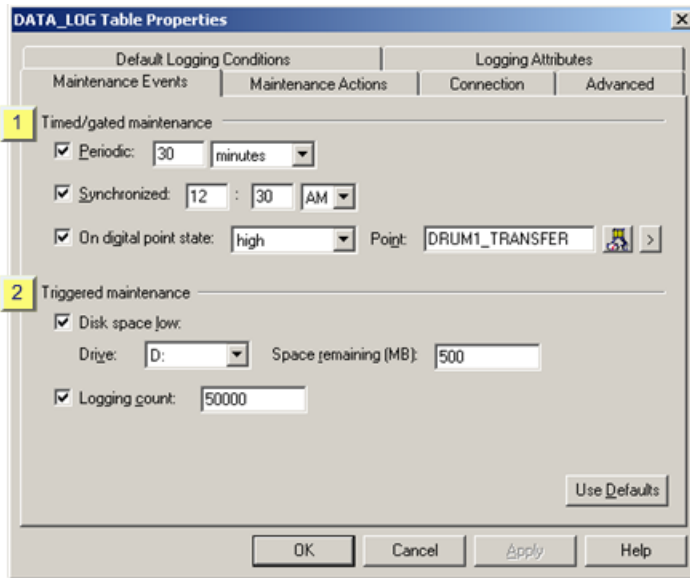 DATA_LOG Table Properties
Default Logging Conditions Logging Attributes
Maintenance Events Maintenance Actions Connection Advanced
1 Timed/gated maintenance
Periodic: 30 minutes
Synchronized: 12 : 30 AM
On digital point state: high Point: DRUM1_TRANSFER >
2 Triggered maintenance
Disk space low:
Drive: D: Space remaining (MB): 500
Logging count: 50000
Use Defaults
OK Cancel Apply Help